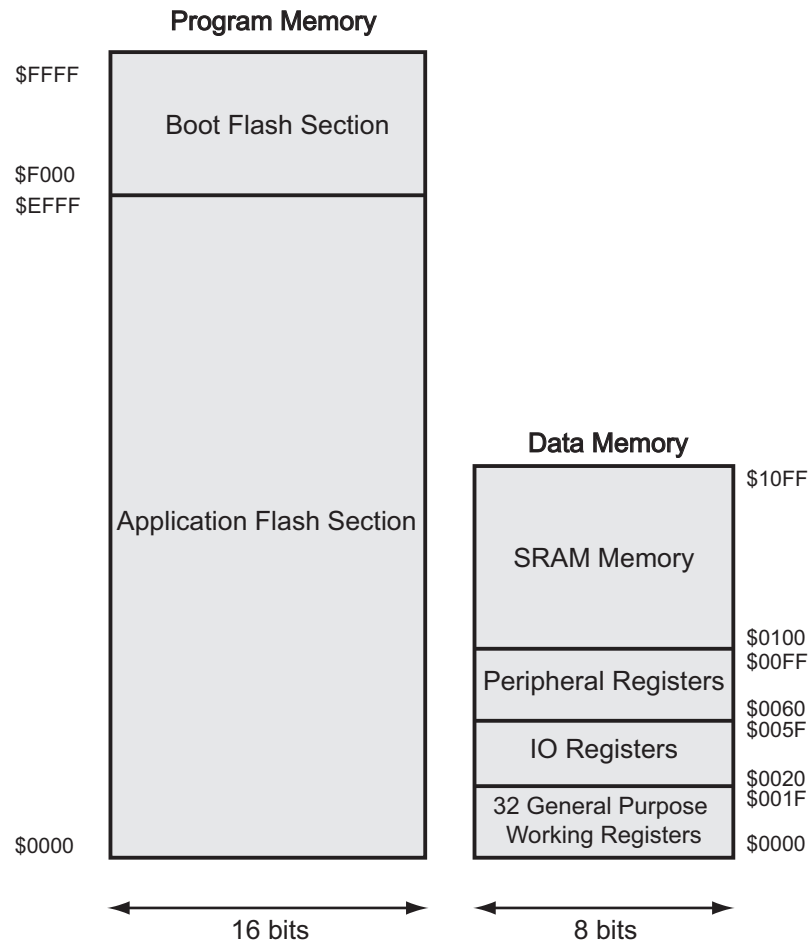 Program Memory
$FFFF
Boot Flash Section
$F000
$EFFF
Application Flash Section
$0000
16 bits
Data Memory
$10FF
SRAM Memory
$0100
$00FF
Peripheral Registers
$0060
$005F
IO Registers
$0020
$001F
32 General Purpose
Working Registers
$0000
8 bits